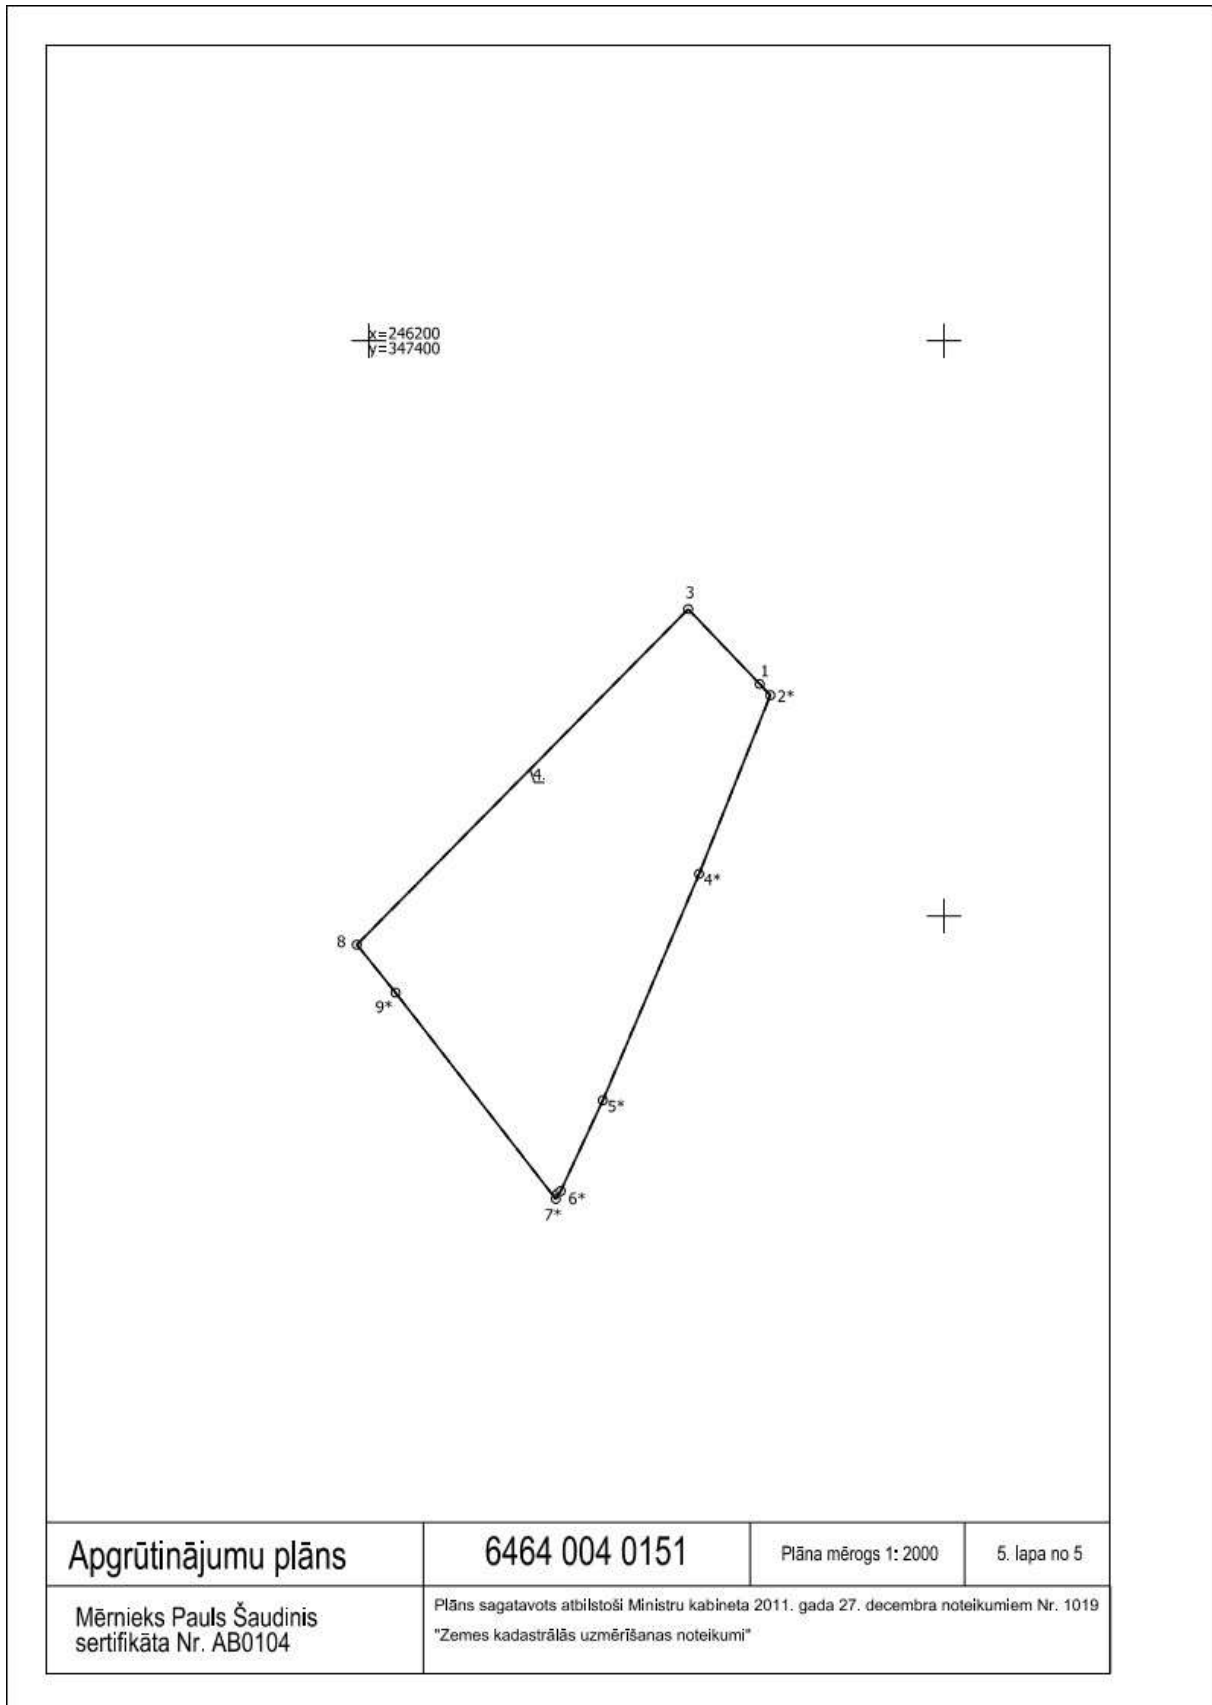 x=246200
y=347400
3
1
2*
4.
4*
8
9*
5*
6*
7*
Apgrūtinājumu plāns
6464 004 0151
Plāna mērogs 1: 2000
5. lapa no 5
Mērnieks Pauls Šaudinis
sertifikāta Nr. AB0104
Plāns sagatavots atbilstoši Ministru kabineta 2011. gada 27. decembra noteikumiem Nr. 1019
"Zemes kadastrālās uzmērīšanas noteikumi"